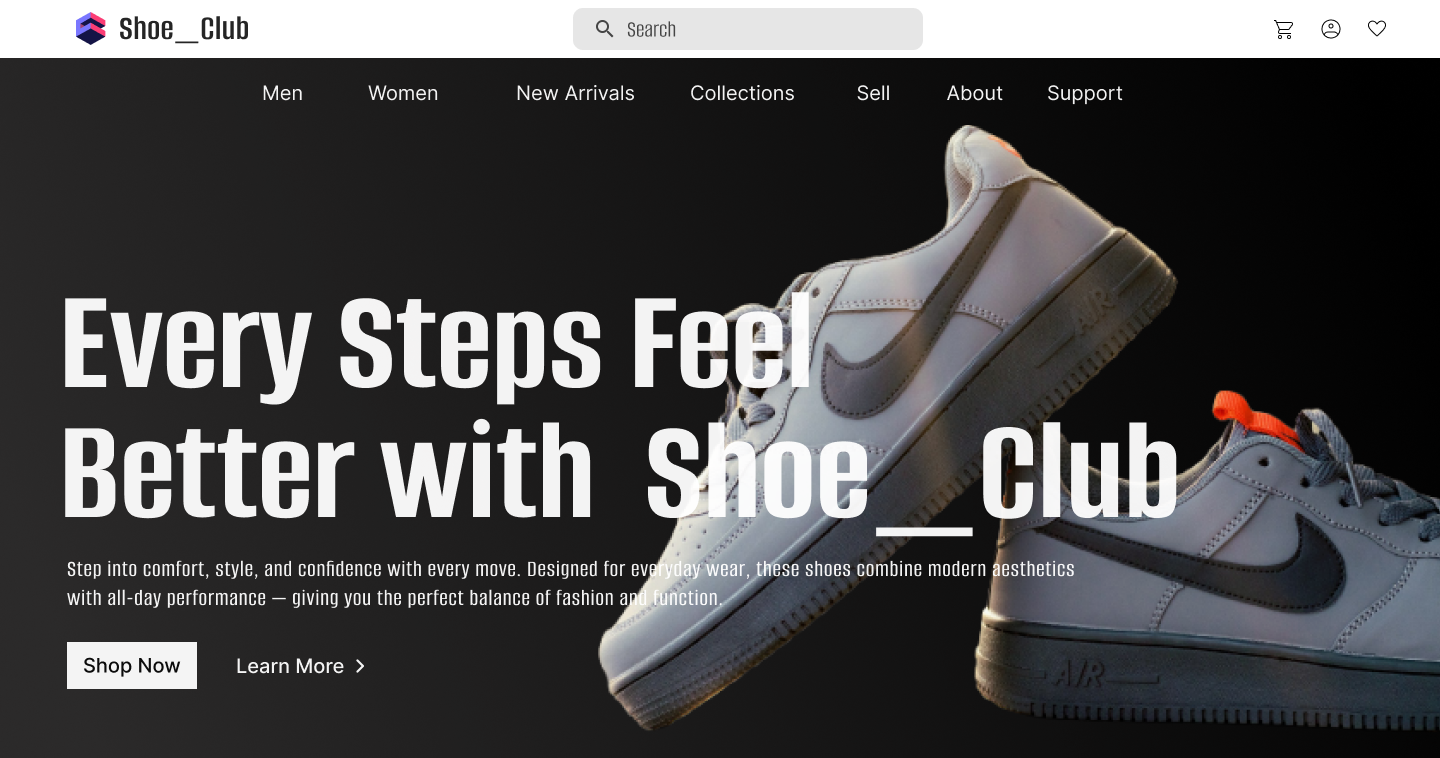 Shoe__Club
Search
Men Women New Arrivals Collections Sell About Support
Every Steps Feel
Better with Shoe__Club
Step into comfort, style, and confidence with every move. Designed for everyday wear, these shoes combine modern aesthetics
with all-day performance — giving you the perfect balance of fashion and function.
Shop Now Learn More
AIR
AIR